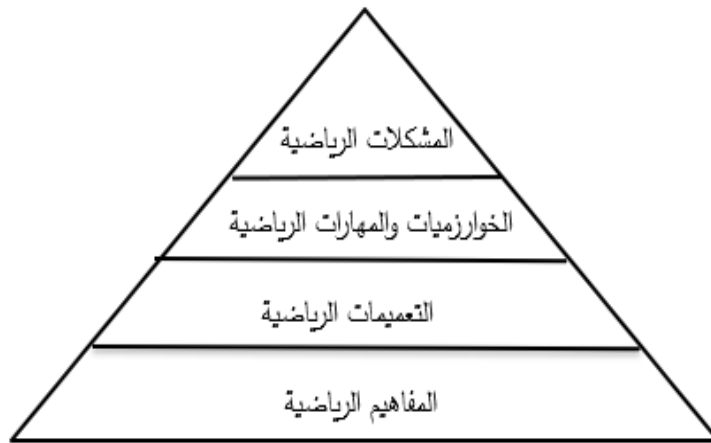 المشكلات الرياضية
الخوارزميات والمهارات الرياضية
التعميمات الرياضية
المفاهيم الرياضية